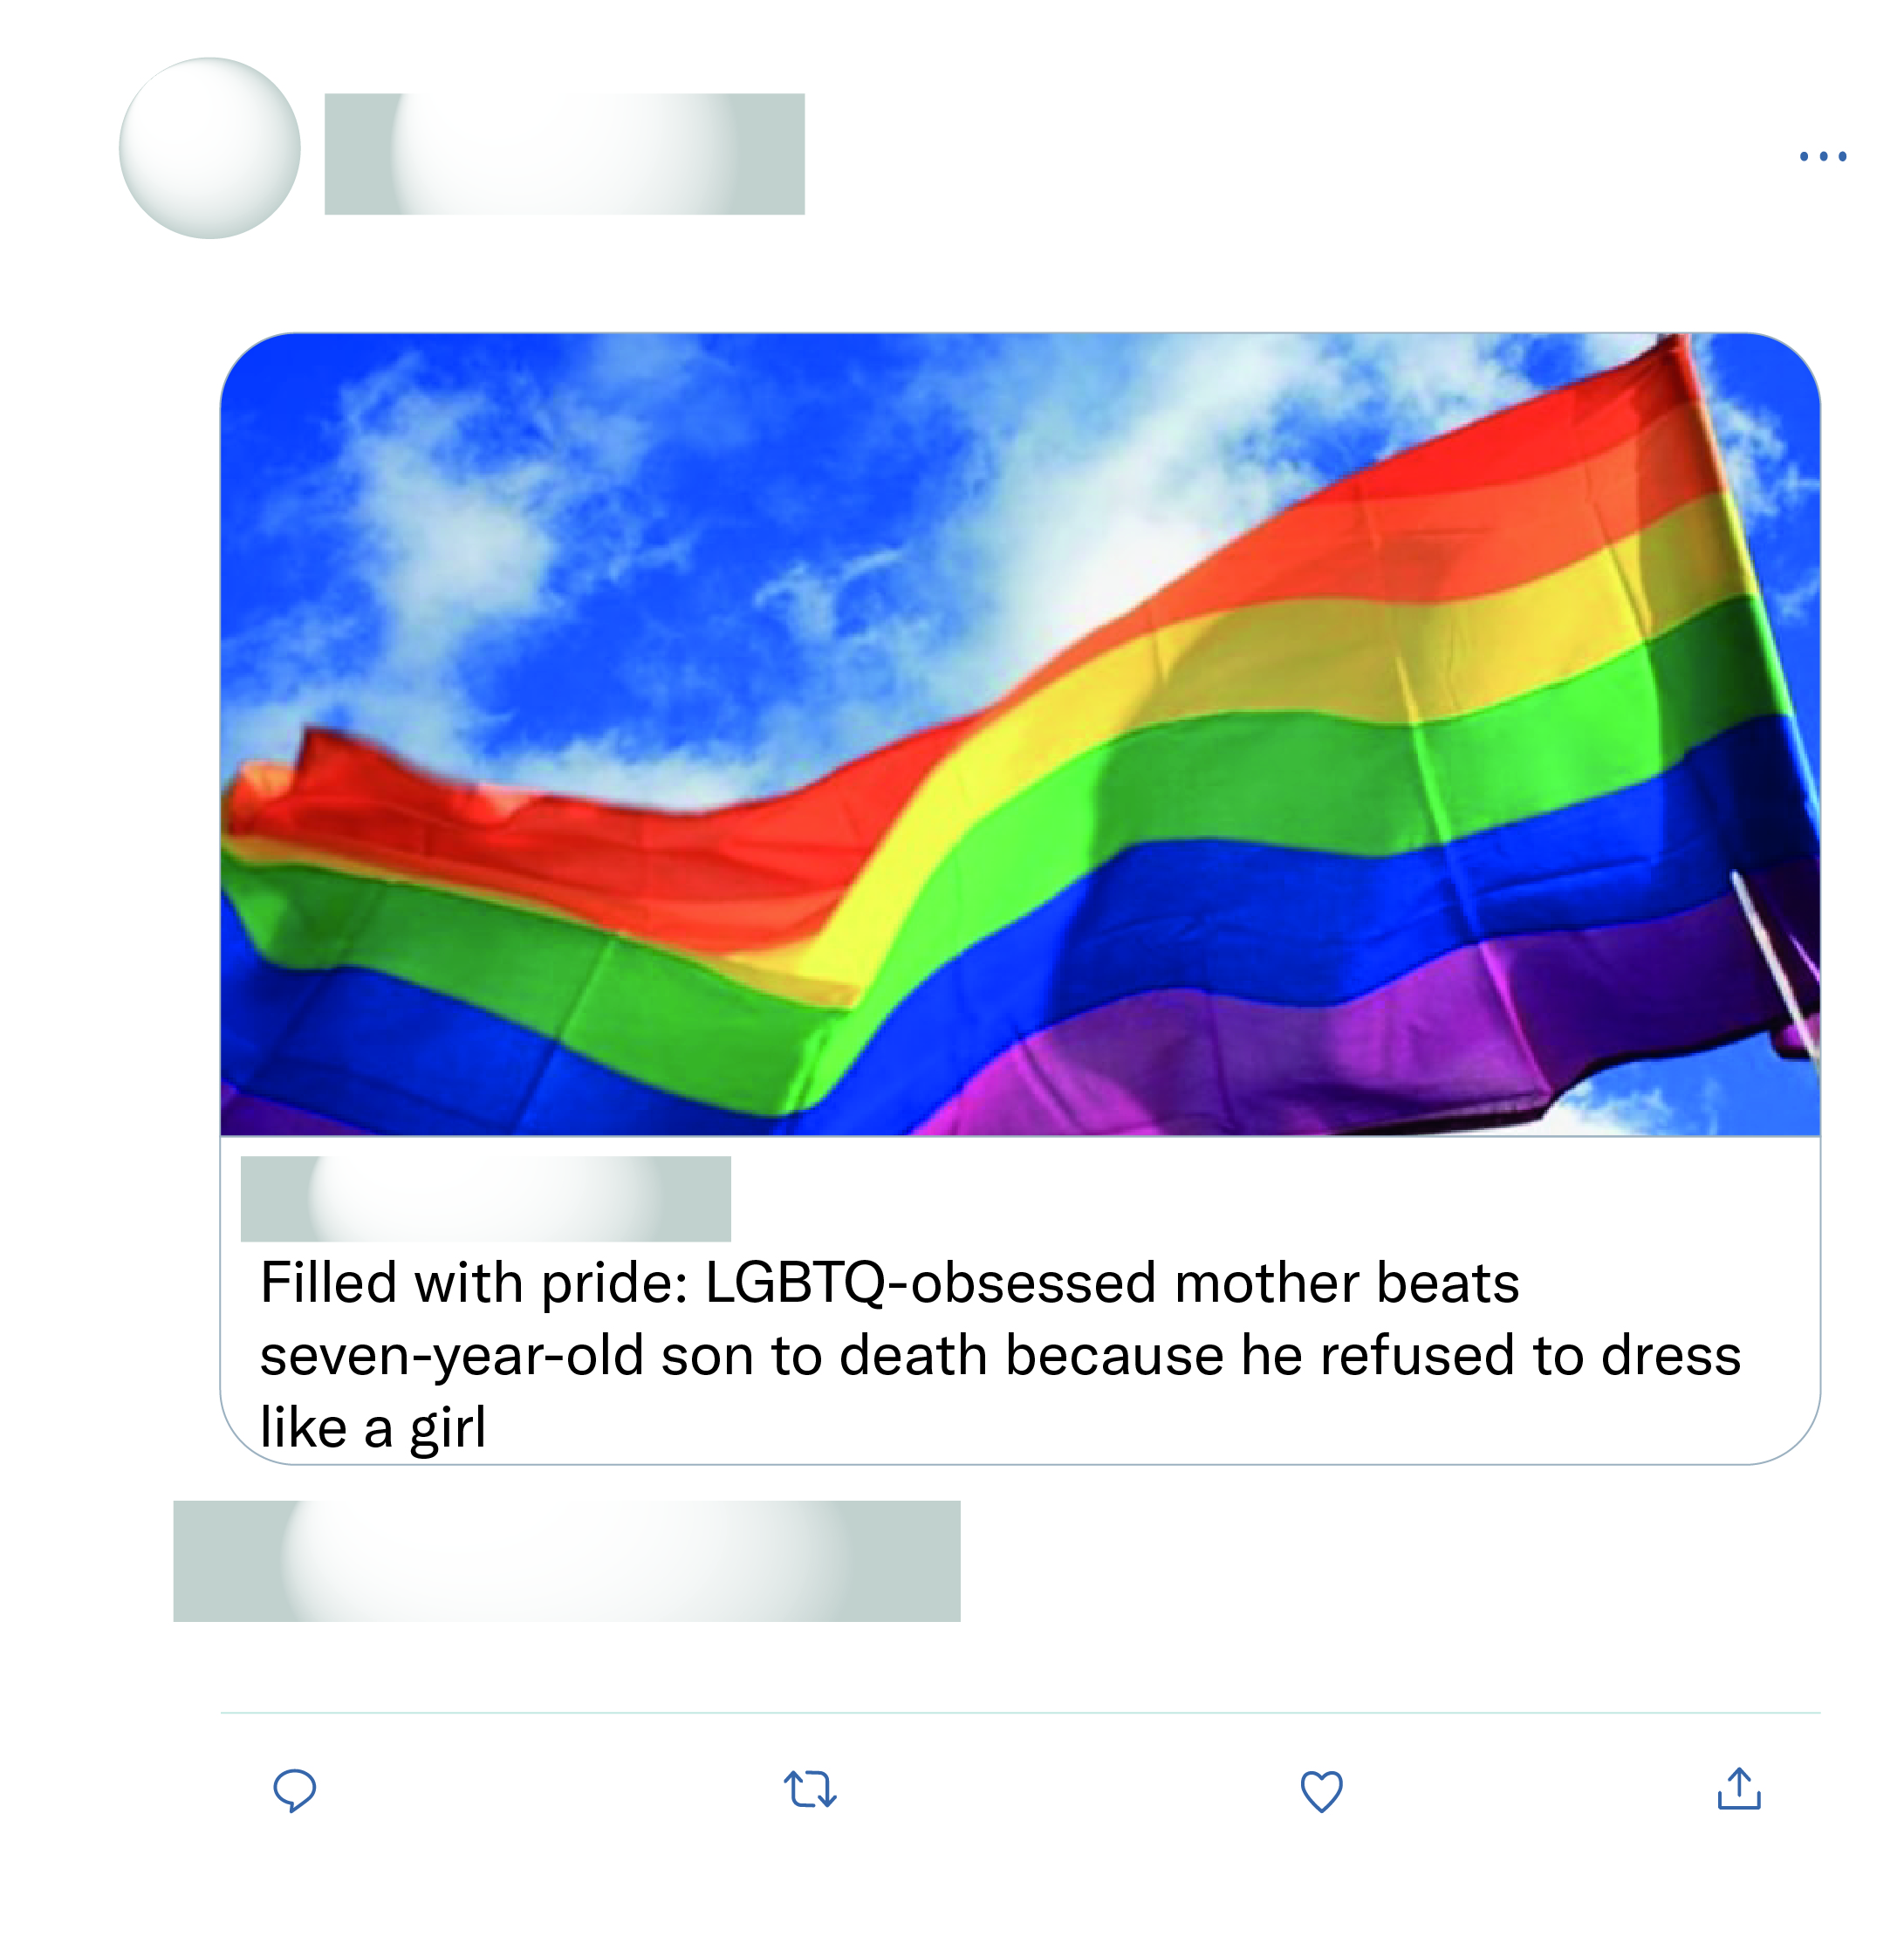 Filled with pride: LGBTQ-obsessed mother beats
seven-year-old son to death because he refused to dress
like a girl